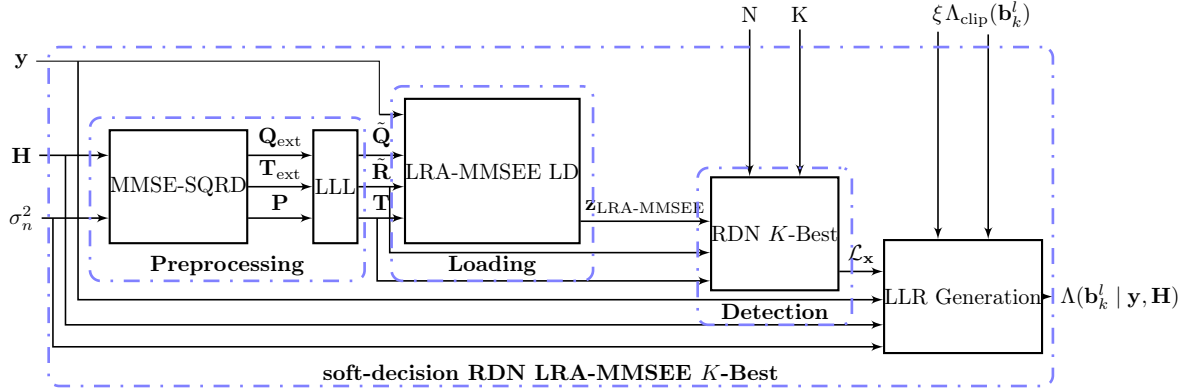 N K ξ Λ_clip(b_k^l)
y
H
σ_n^2
MMSE-SQRD
Q_ext
T_ext
P
LLL
Q̃
R̃
T
LRA-MMSEE LD
z_LRA-MMSEE
RDN K-Best
ℒ_x
LLR Generation
Λ(b_k^l | y, H)
Preprocessing
Loading
Detection
soft-decision RDN LRA-MMSEE K-Best